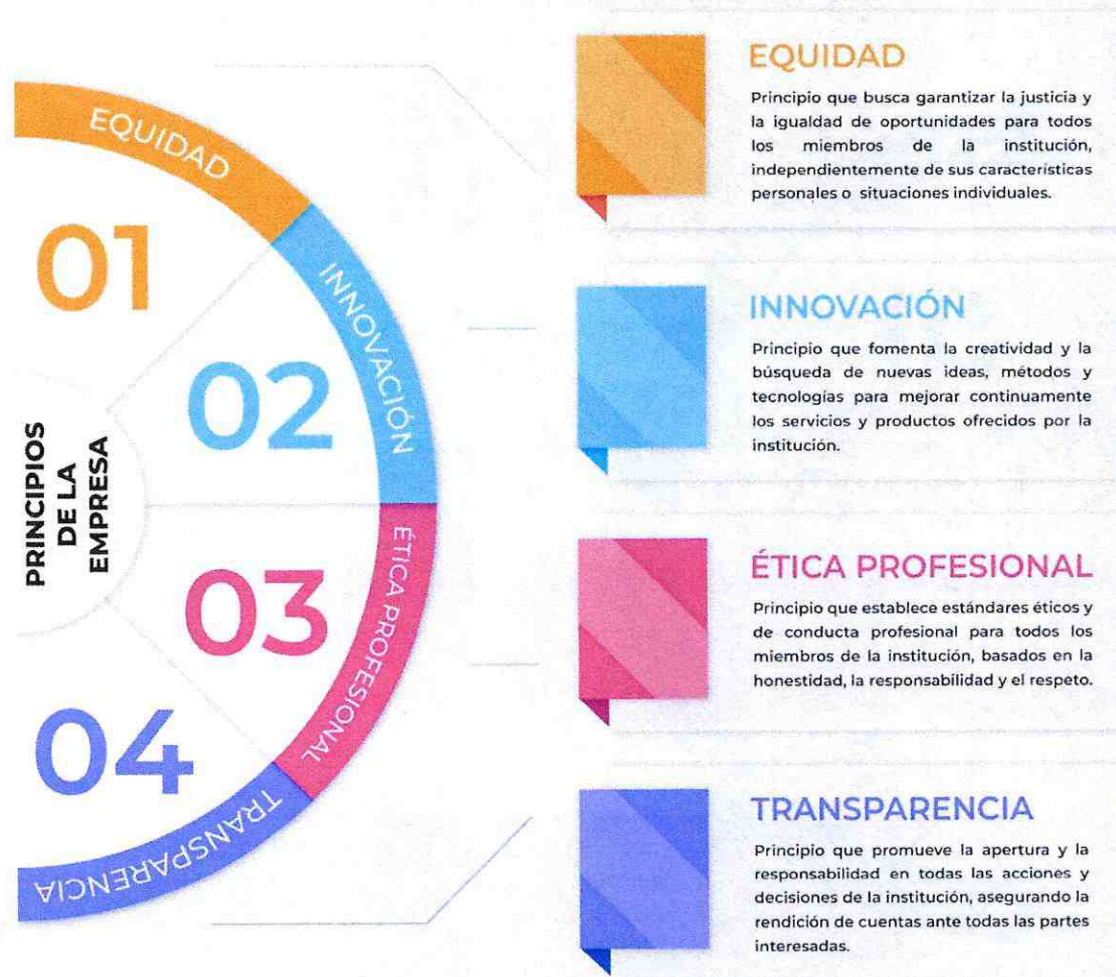 EQUIDAD
01
INNOVACIÓN
02
PRINCIPIOS
DE LA
EMPRESA
ÉTICA PROFESIONAL
03
04
TRANSPARENCIA
EQUIDAD
Principio que busca garantizar la justicia y
la igualdad de oportunidades para todos
los miembros de la institución,
independientemente de sus características
personales o situaciones individuales.
INNOVACIÓN
Principio que fomenta la creatividad y la
búsqueda de nuevas ideas, métodos y
tecnologías para mejorar continuamente
los servicios y productos ofrecidos por la
institución.
ÉTICA PROFESIONAL
Principio que establece estándares éticos y
de conducta profesional para todos los
miembros de la institución, basados en la
honestidad, la responsabilidad y el respeto.
TRANSPARENCIA
Principio que promueve la apertura y la
responsabilidad en todas las acciones y
decisiones de la institución, asegurando la
rendición de cuentas ante todas las partes
interesadas.